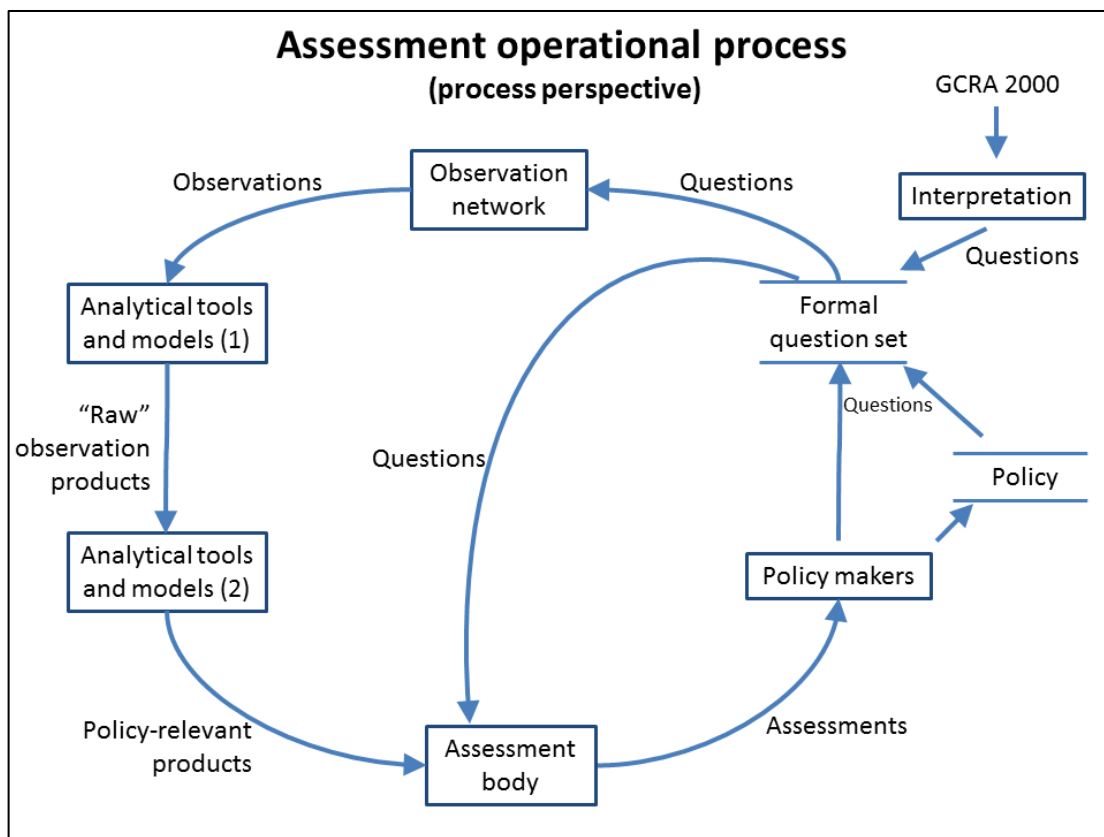 Assessment operational process
(process perspective)
GCRA 2000
Interpretation
Questions
Observations
Observation
network
Questions
Analytical tools
and models (1)
Formal
question set
"Raw"
observation
products
Questions
Questions
Policy
Analytical tools
and models (2)
Policy makers
Policy-relevant
products
Assessment
body
Assessments